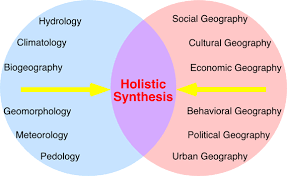 Hydrology
Climatology
Biogeography
Geomorphology
Meteorology
Pedology
Holistic
Synthesis
Social Geography
Cultural Geography
Economic Geography
Behavioral Geography
Political Geography
Urban Geography